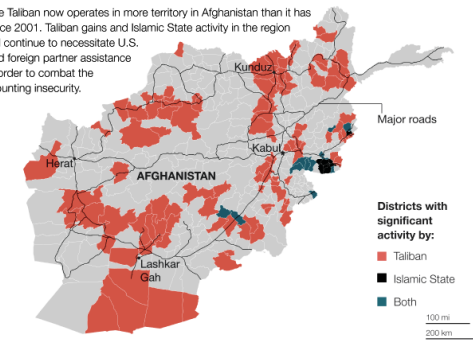 e Taliban now operates in more territory in Afghanistan than it has
ce 2001. Taliban gains and Islamic State activity in the region
l continue to necessitate U.S.
d foreign partner assistance
order to combat the
unting insecurity.
Kunduz
Major roads
Kabul
Herat
AFGHANISTAN
Lashkar
Gah
Districts with
significant
activity by:
Taliban
Islamic State
Both
100 mi
200 km